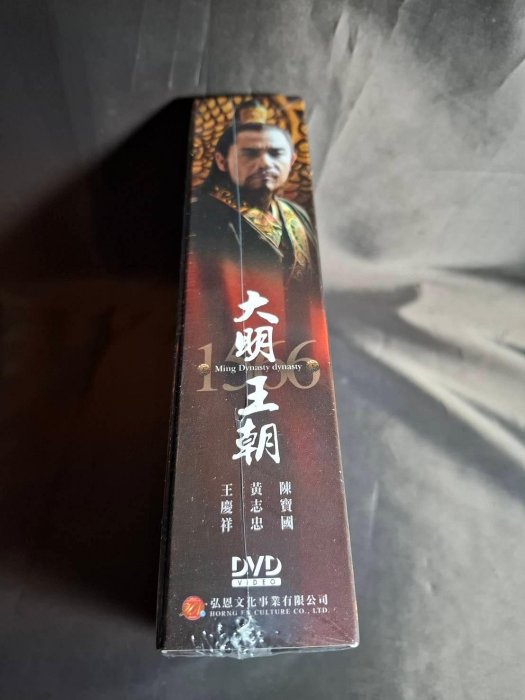 大明
1566
Ming Dynasty dynasty
王朝
陳寶國
黃志忠
王慶祥
DVD
VIDEO
弘恩文化事業有限公司
HORNG EN CULTURE CO., LTD.